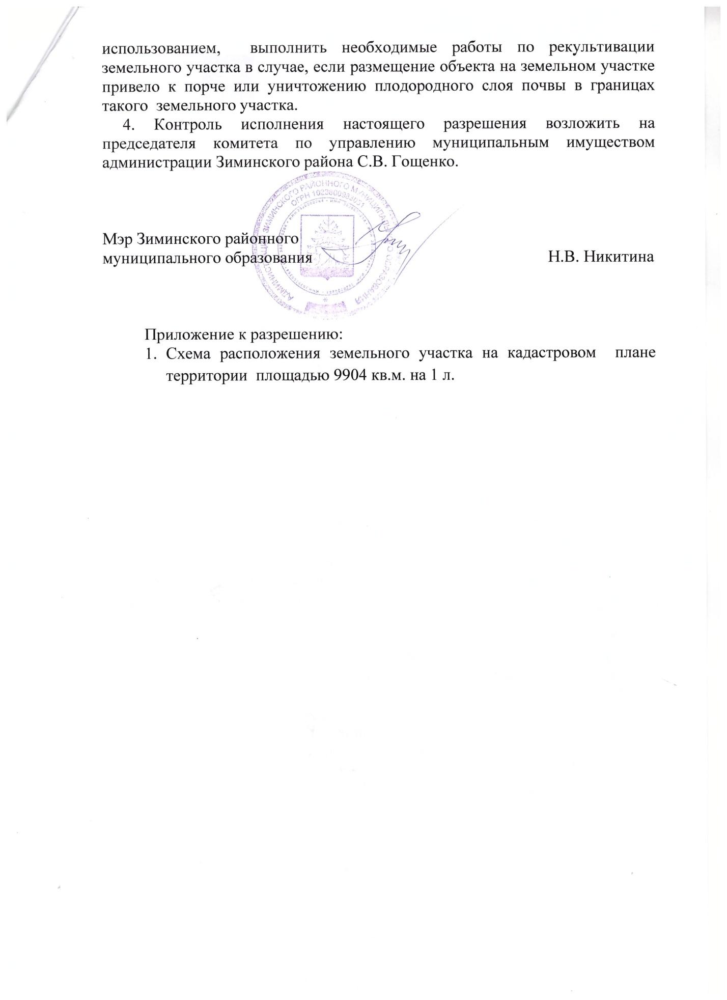 использованием, выполнить необходимые работы по рекультивации
земельного участка в случае, если размещение объекта на земельном участке
привело к порче или уничтожению плодородного слоя почвы в границах
такого земельного участка.
4. Контроль исполнения настоящего разрешения возложить на
председателя комитета по управлению муниципальным имуществом
администрации Зиминского района С.В. Гощенко.
АДМИНИСТРАЦИЯ ЗИМИНСКОГО РАЙОННОГО МУНИЦИПАЛЬНОГО ОБРАЗОВАНИЯ
ОГРН
Мэр Зиминского районного
муниципального образования Н.В. Никитина
Приложение к разрешению:
1. Схема расположения земельного участка на кадастровом плане
территории площадью 9904 кв.м. на 1 л.